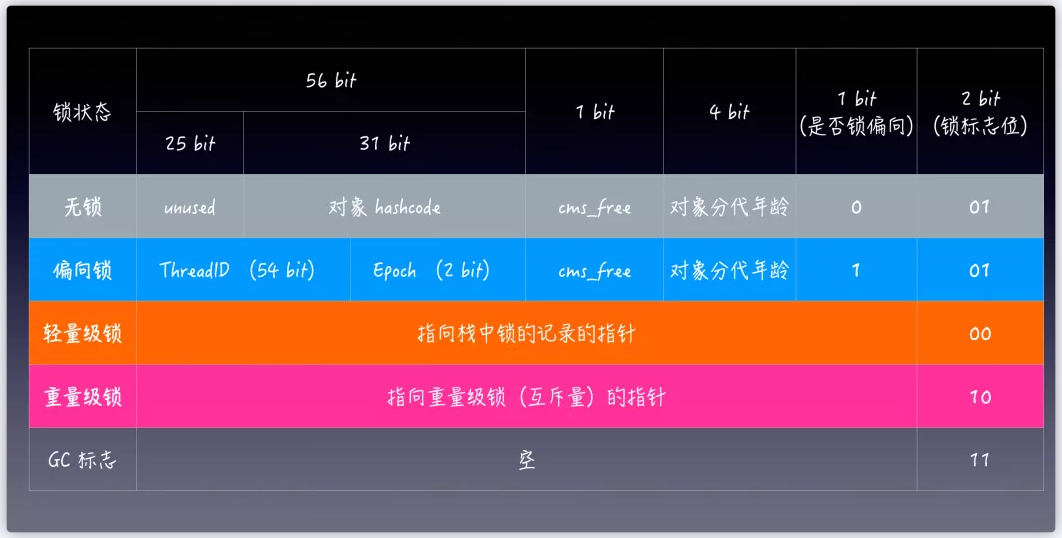 锁状态
56 bit
1 bit
4 bit
1 bit
(是否锁偏向)
2 bit
(锁标志位)
25 bit
31 bit
无锁
unused
对象 hashcode
cms_free
对象分代年龄
0
01
偏向锁
ThreadID (54 bit)
Epoch (2 bit)
cms_free
对象分代年龄
1
01
轻量级锁
指向栈中锁的记录的指针
00
重量级锁
指向重量级锁 (互斥量) 的指针
10
GC 标志
空
11